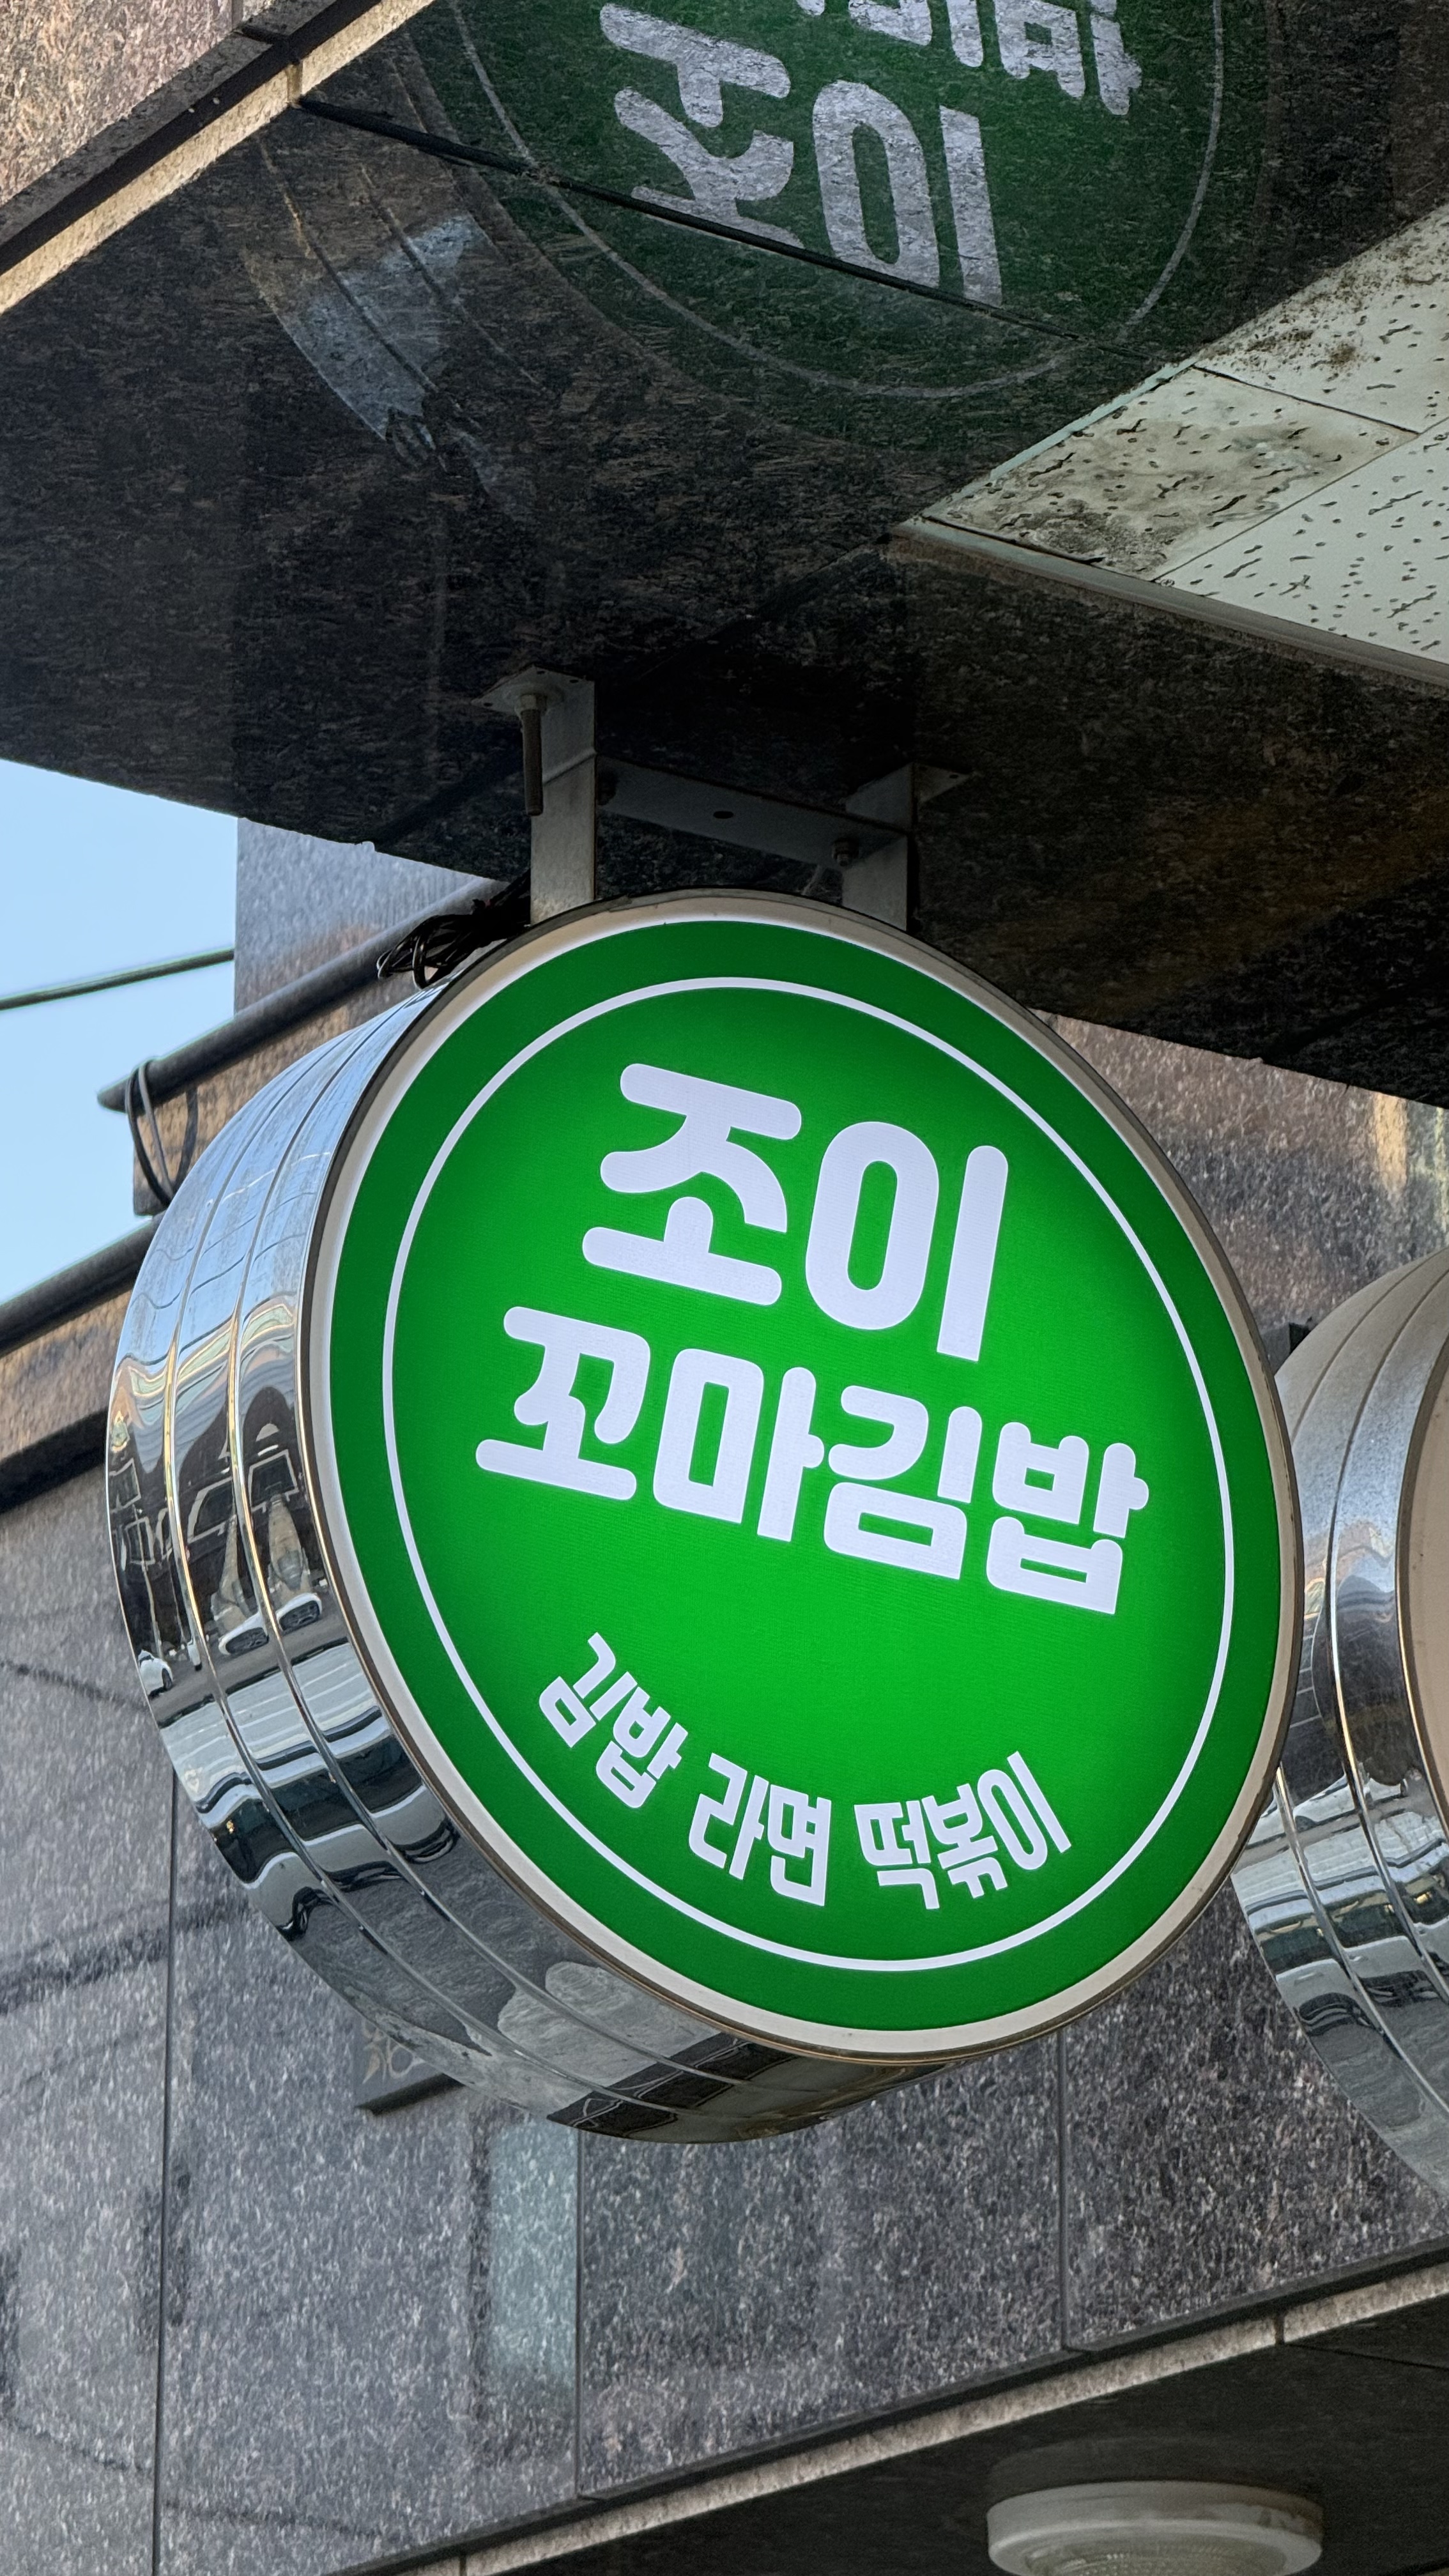 조이
꼬마김밥
김밥 라면 떡볶이